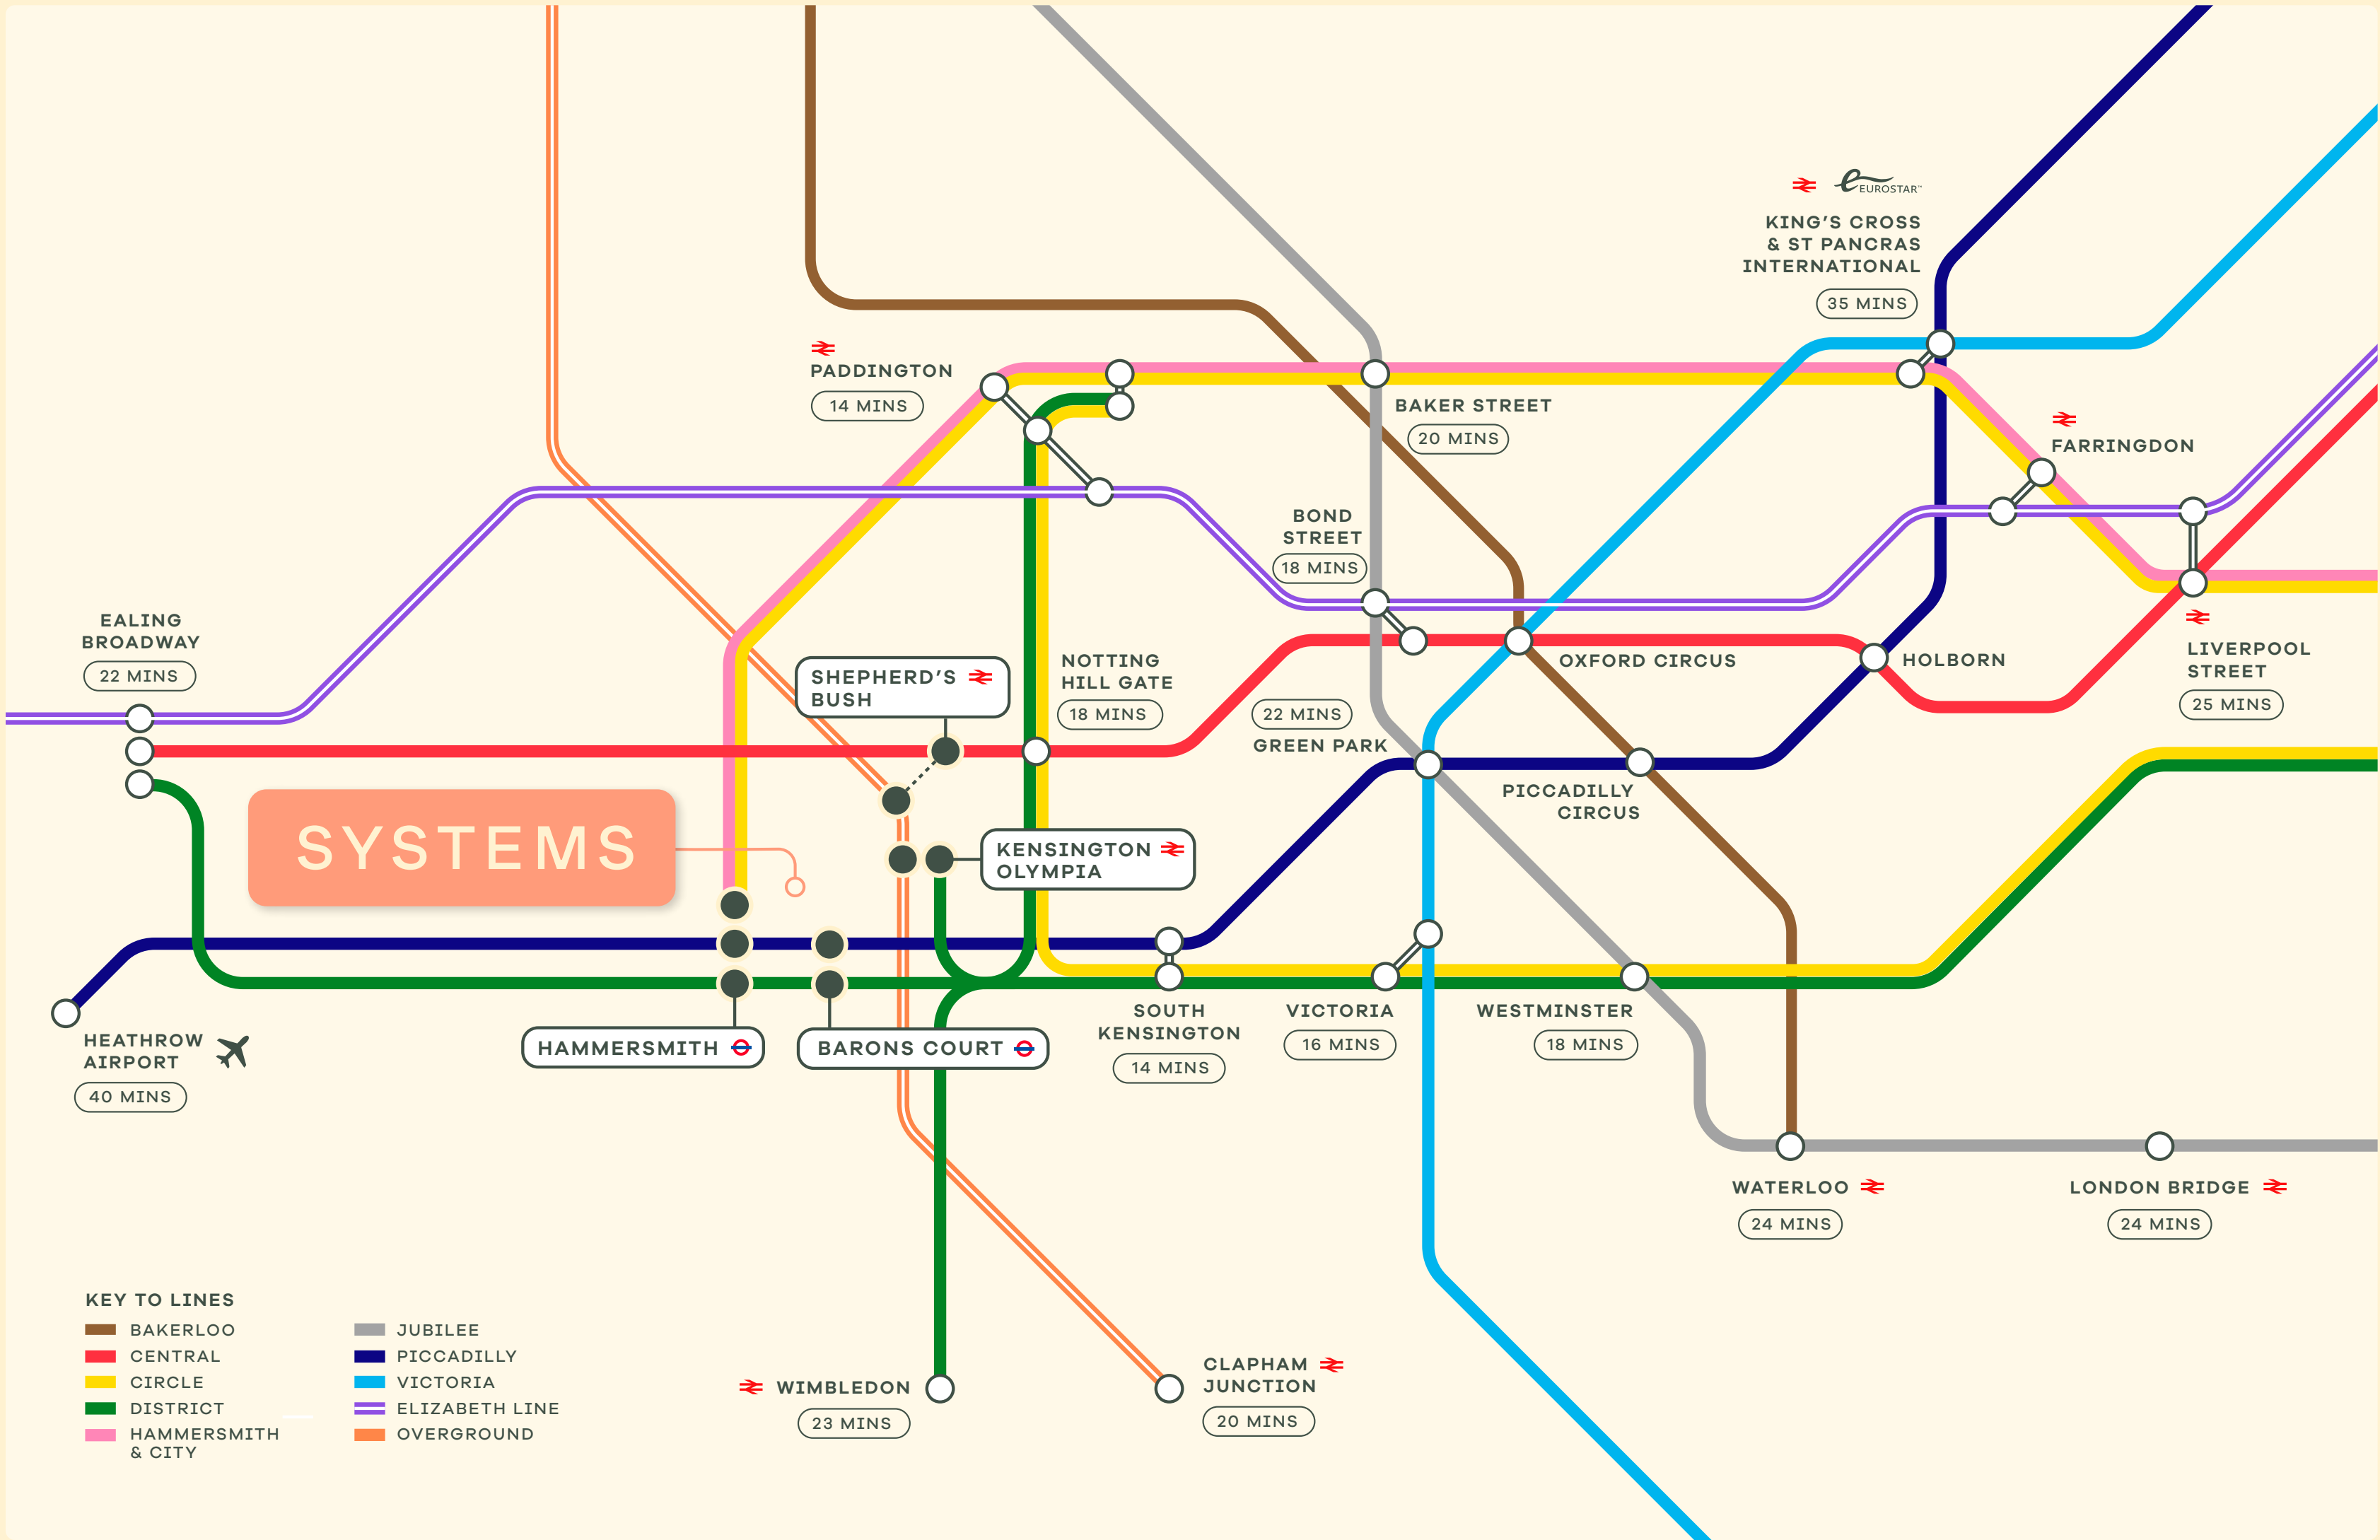 EUROSTAR™
KING'S CROSS
& ST PANCRAS
INTERNATIONAL
35 MINS
PADDINGTON
14 MINS
BAKER STREET
20 MINS
FARRINGDON
BOND
STREET
18 MINS
EALING
BROADWAY
22 MINS
SHEPHERD'S
BUSH
NOTTING
HILL GATE
18 MINS
OXFORD CIRCUS
HOLBORN
LIVERPOOL
STREET
25 MINS
22 MINS
GREEN PARK
PICCADILLY
CIRCUS
SYSTEMS
KENSINGTON
OLYMPIA
HEATHROW
AIRPORT
40 MINS
HAMMERSMITH
BARONS COURT
SOUTH
KENSINGTON
14 MINS
VICTORIA
16 MINS
WESTMINSTER
18 MINS
WATERLOO
24 MINS
LONDON BRIDGE
24 MINS
WIMBLEDON
23 MINS
CLAPHAM
JUNCTION
20 MINS
KEY TO LINES
BAKERLOO
CENTRAL
CIRCLE
DISTRICT
HAMMERSMITH
& CITY
JUBILEE
PICCADILLY
VICTORIA
ELIZABETH LINE
OVERGROUND